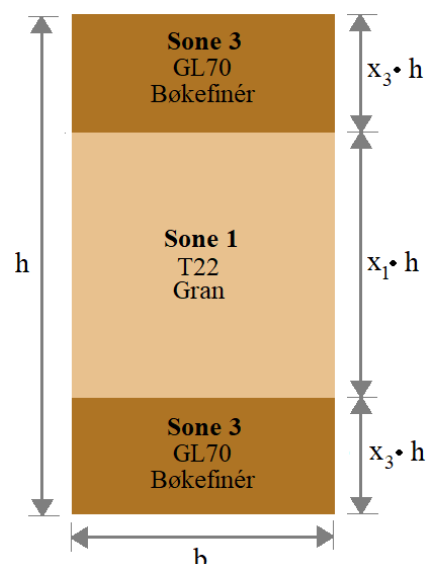 Sone 3
GL70
Bøkefinér
x₃• h
h
Sone 1
T22
Gran
x₁• h
Sone 3
GL70
Bøkefinér
x₃• h
b